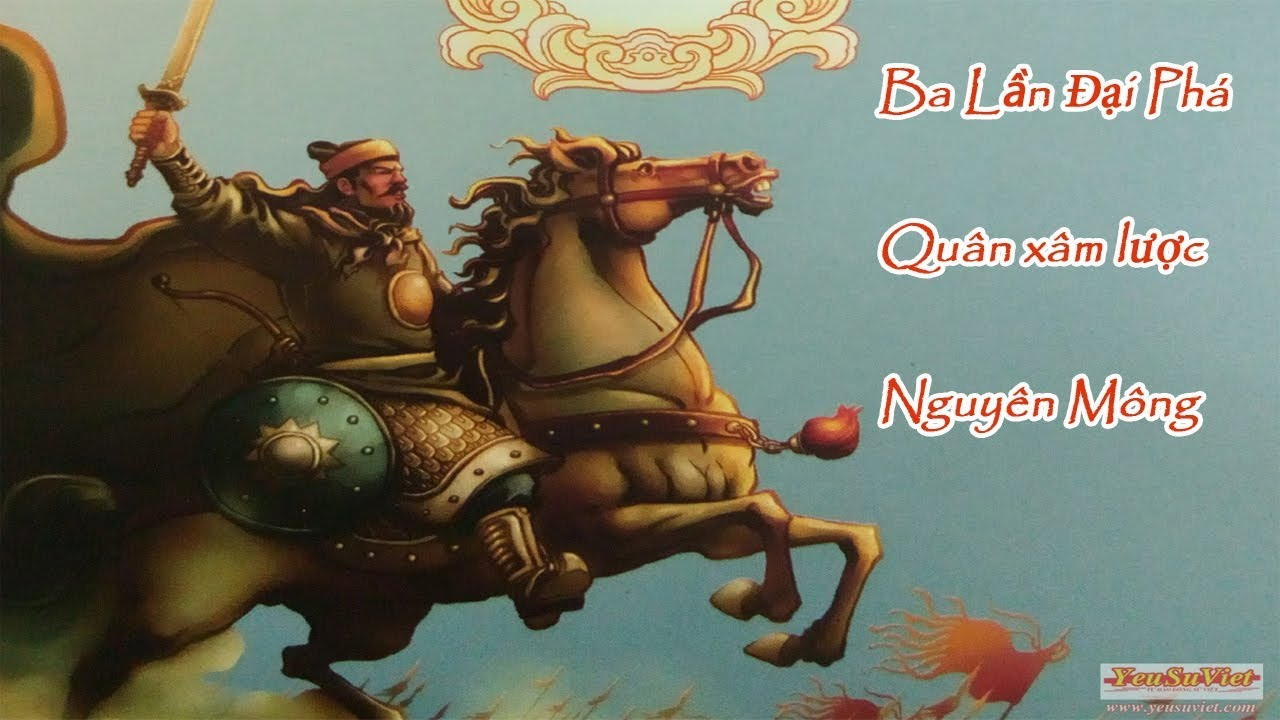 Ba Lần Đại Phá
Quân xâm lược
Nguyên Mông
YeuSuViet
www.yeusuviet.com